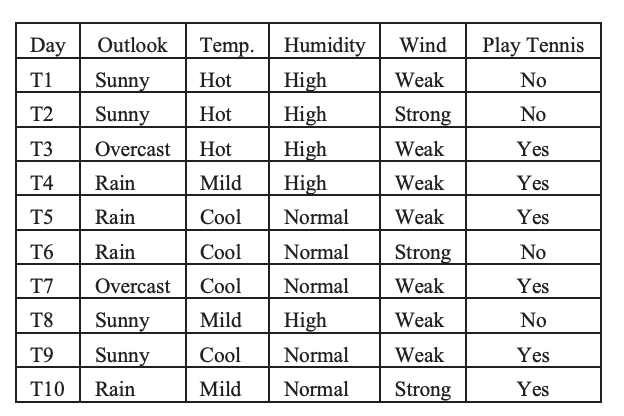 Day Outlook Temp. Humidity Wind Play Tennis
T1 Sunny Hot High Weak No
T2 Sunny Hot High Strong No
T3 Overcast Hot High Weak Yes
T4 Rain Mild High Weak Yes
T5 Rain Cool Normal Weak Yes
T6 Rain Cool Normal Strong No
T7 Overcast Cool Normal Weak Yes
T8 Sunny Mild High Weak No
T9 Sunny Cool Normal Weak Yes
T10 Rain Mild Normal Strong Yes